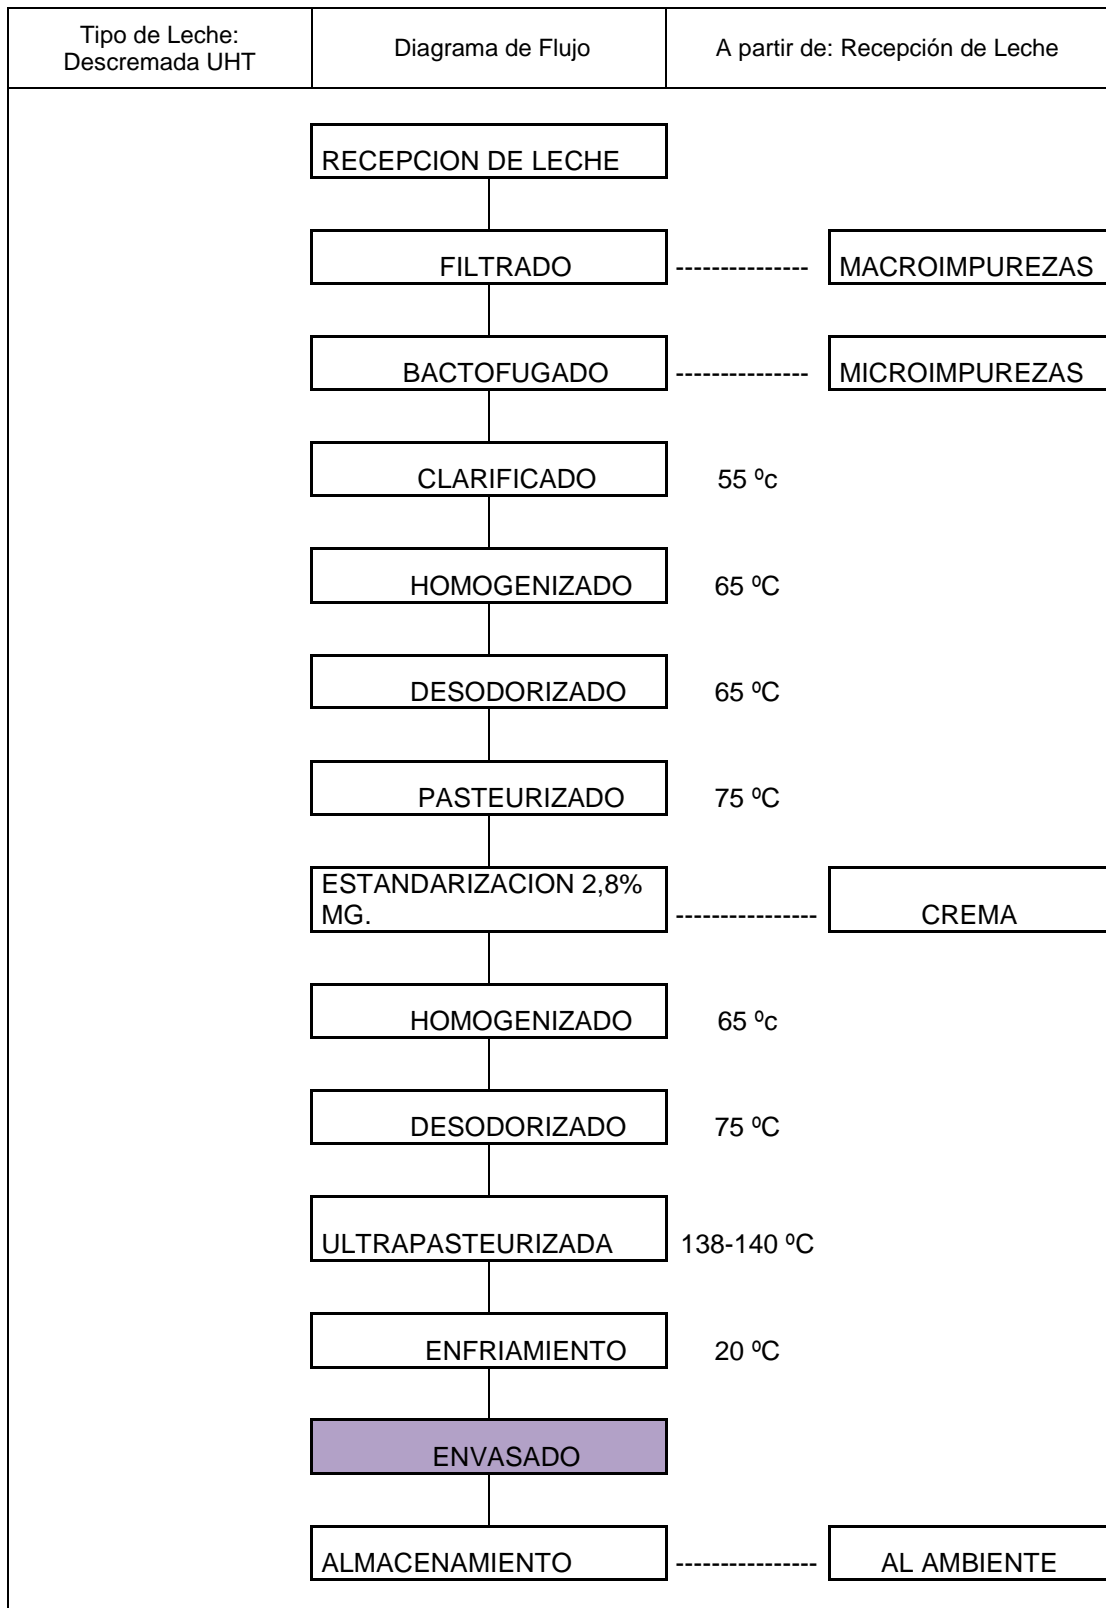 Tipo de Leche:
Descremada UHT
Diagrama de Flujo
A partir de: Recepción de Leche
RECEPCION DE LECHE
FILTRADO --------------- MACROIMPUREZAS
BACTOFUGADO --------------- MICROIMPUREZAS
CLARIFICADO 55 ºc
HOMOGENIZADO 65 ºC
DESODORIZADO 65 ºC
PASTEURIZADO 75 ºC
ESTANDARIZACION 2,8%
MG. ---------------- CREMA
HOMOGENIZADO 65 ºc
DESODORIZADO 75 ºC
ULTRAPASTEURIZADA 138-140 ºC
ENFRIAMIENTO 20 ºC
ENVASADO
ALMACENAMIENTO ---------------- AL AMBIENTE